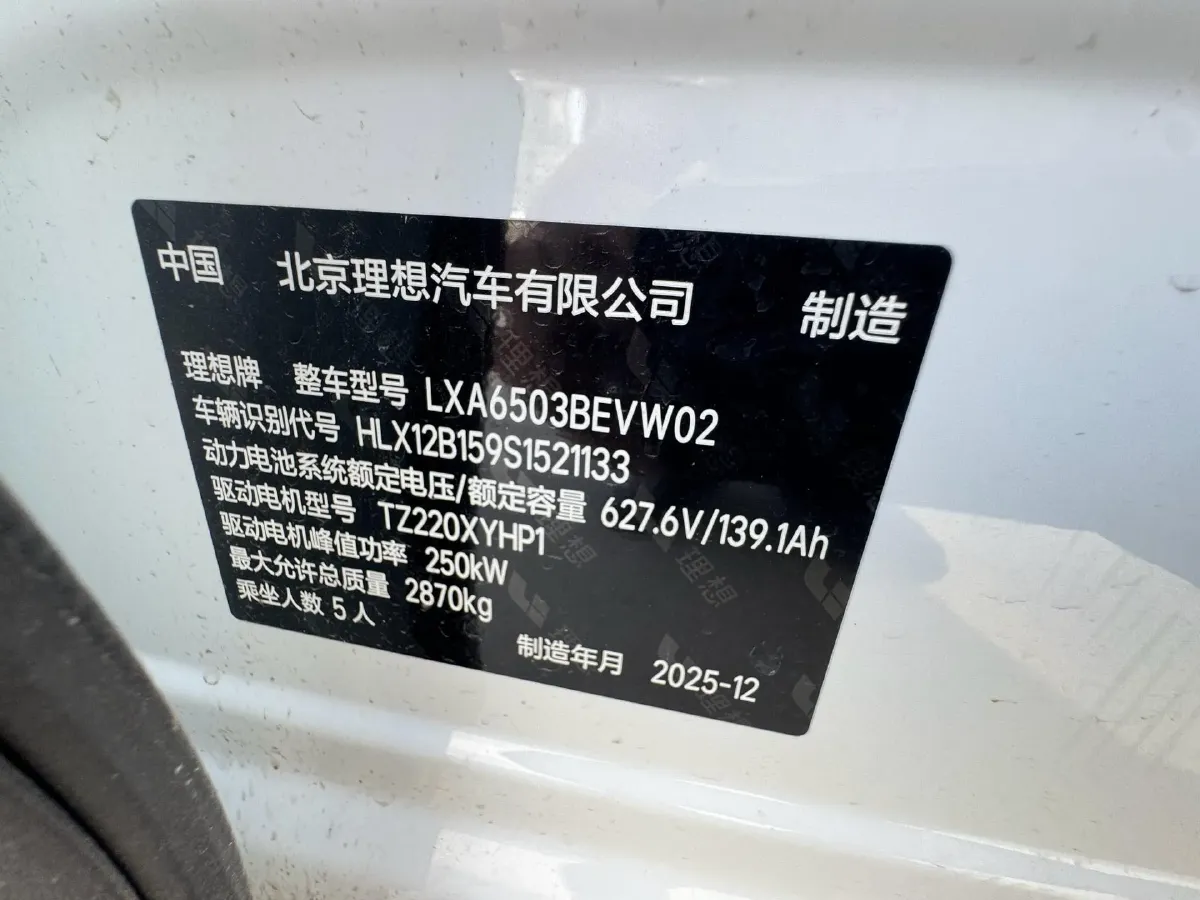 中国 北京理想汽车有限公司 制造
理想牌 整车型号 LXA6503BEVW02
车辆识别代号 HLX12B159S1521133
动力电池系统额定电压/额定容量 627.6V/139.1Ah
驱动电机型号 TZ220XYHP1
驱动电机峰值功率 250kW
最大允许总质量 2870kg
乘坐人数 5 人
制造年月 2025-12